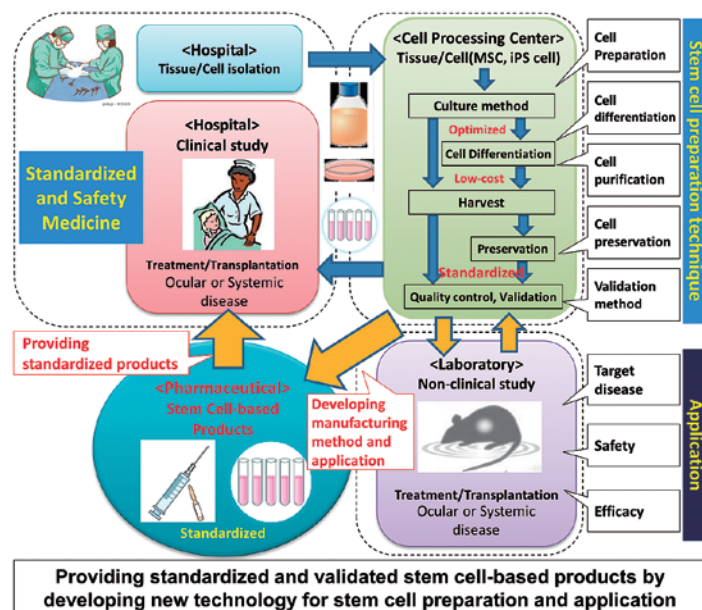 <Hospital>
Tissue/Cell isolation
<Cell Processing Center>
Tissue/Cell(MSC, iPS cell)
Culture method
Optimized
Cell Differentiation
Low-cost
Harvest
Preservation
Standardized
Quality control, Validation
Cell
Preparation
Cell
differentiation
Cell
purification
Cell
preservation
Validation
method
Stem cell preparation technique
<Hospital>
Clinical study
Treatment/Transplantation
Ocular or Systemic
disease
Standardized
and Safety
Medicine
Providing
standardized products
<Pharmaceutical>
Stem Cell-based
Products
Standardized
Developing
manufacturing
method and
application
<Laboratory>
Non-clinical study
Treatment/Transplantation
Ocular or Systemic
disease
Target
disease
Safety
Efficacy
Application
Providing standardized and validated stem cell-based products by
developing new technology for stem cell preparation and application